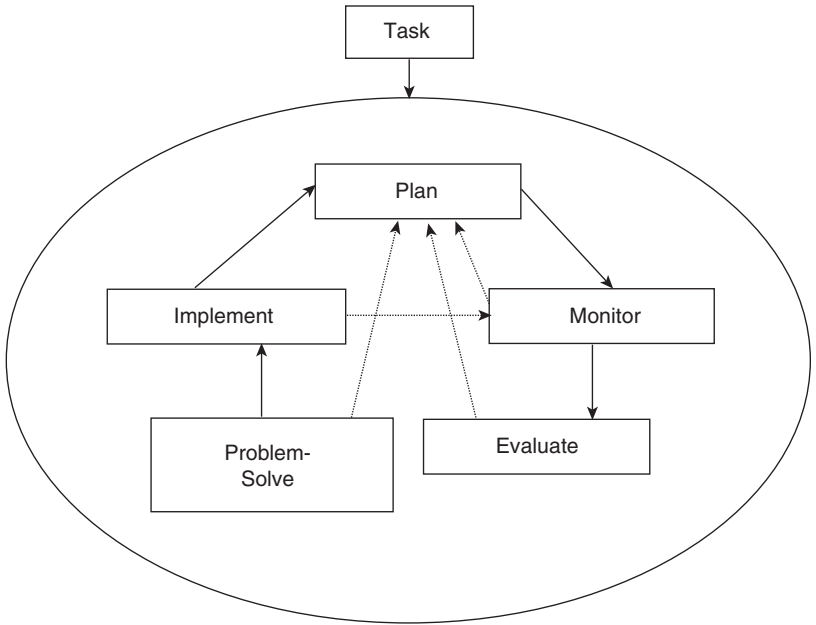 Task
Plan
Implement
Monitor
Problem-
Solve
Evaluate